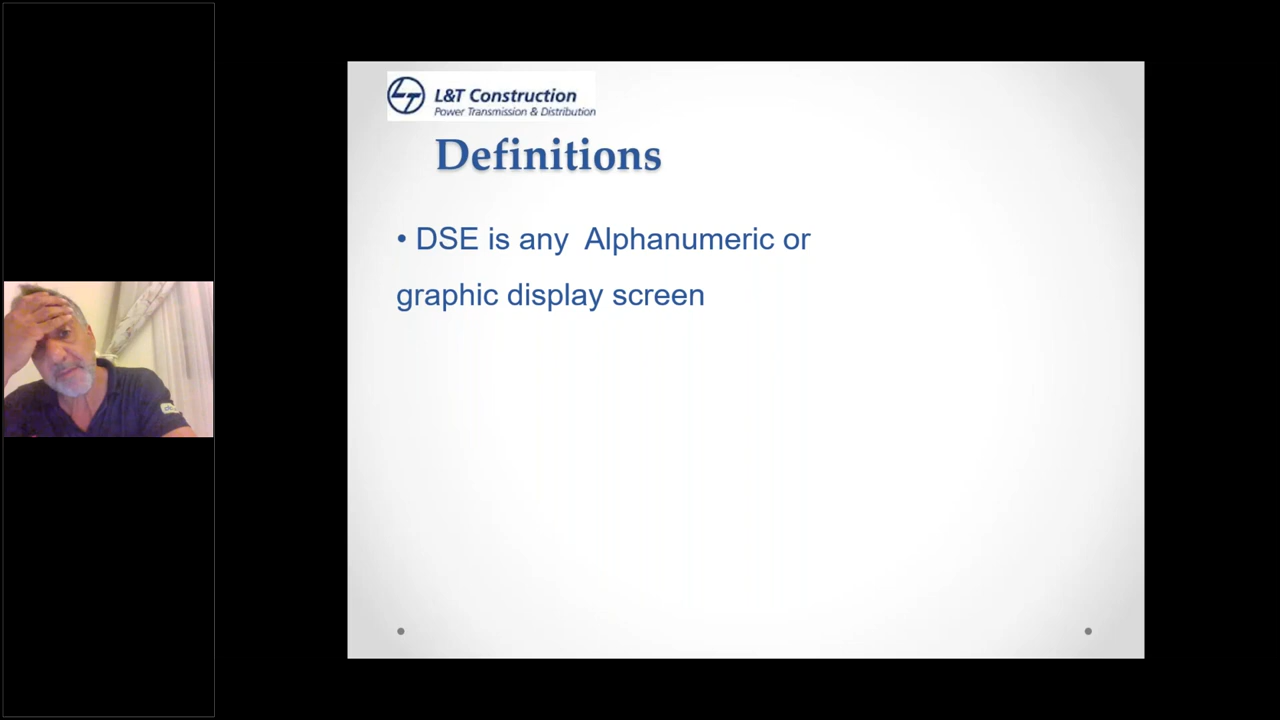 L&T Construction
Power Transmission & Distribution
Definitions
• DSE is any  Alphanumeric or
graphic display screen